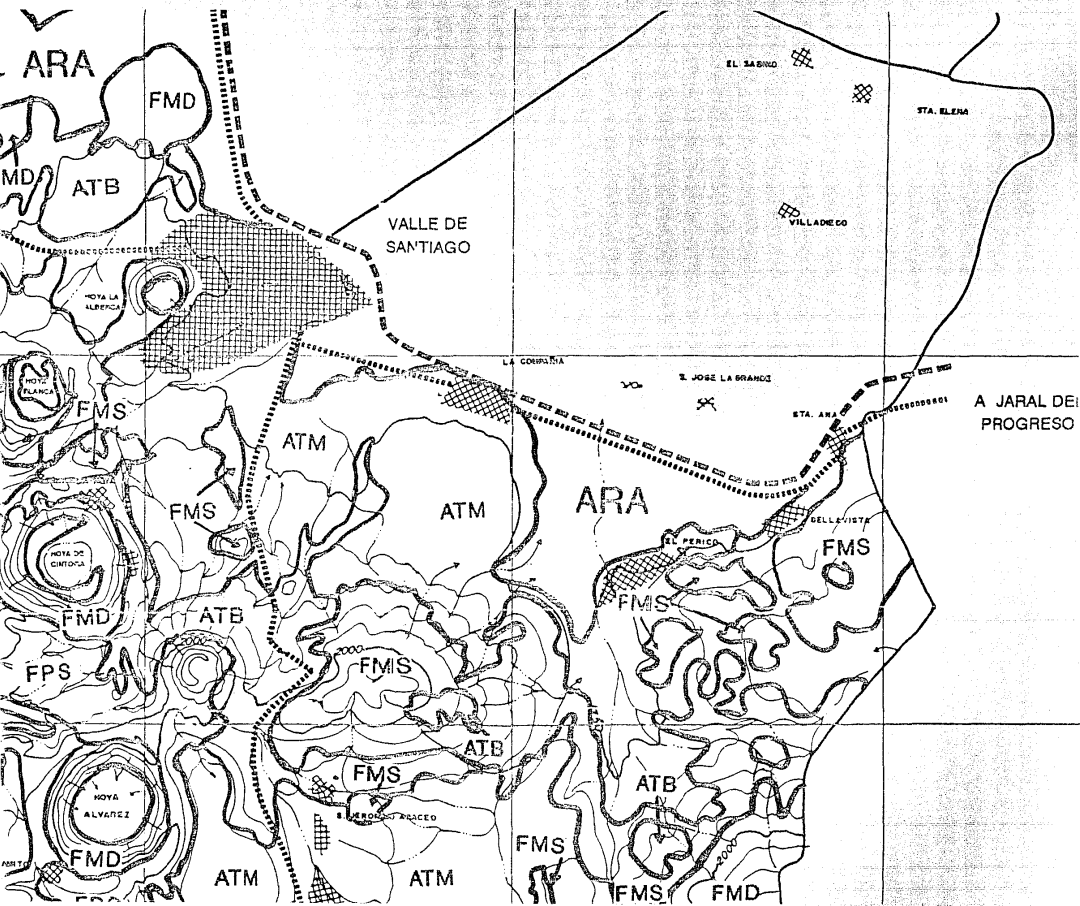 ARA
FMD
MD
ATB
EL SABINO
STA. ELENA
VILLADIEGO
VALLE DE
SANTIAGO
HOYA LA
ALBERCA
HOYA
BLANCA
FMS
LA COMPAÑIA
S. JOSE LA GRANDE
STA. ANA
A JARAL DEL
PROGRESO
ATM
FMS
ATM
ARA
BELLAVISTA
EL PERICO
FMS
HOYA DE
CINTORA
FMD
ATB
FMS
FPS
2000
FMS
ATB
FMS
ATB
HOYA
ALVAREZ
FMD
ATM
ATM
FMS
FMS
2000
FMD